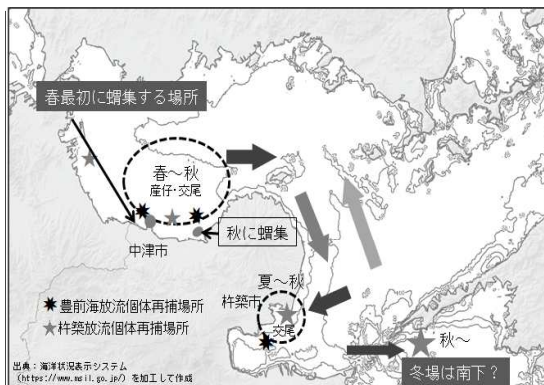 春最初に蝟集する場所
春～秋
産仔・交尾
秋に蝟集
中津市
夏～秋
杵築市
交尾
✸豊前海放流個体再捕場所
★杵築放流個体再捕場所
秋～
冬場は南下？
出典：海洋状況表示システム
（https://www.msil.go.jp/）を加工して作成